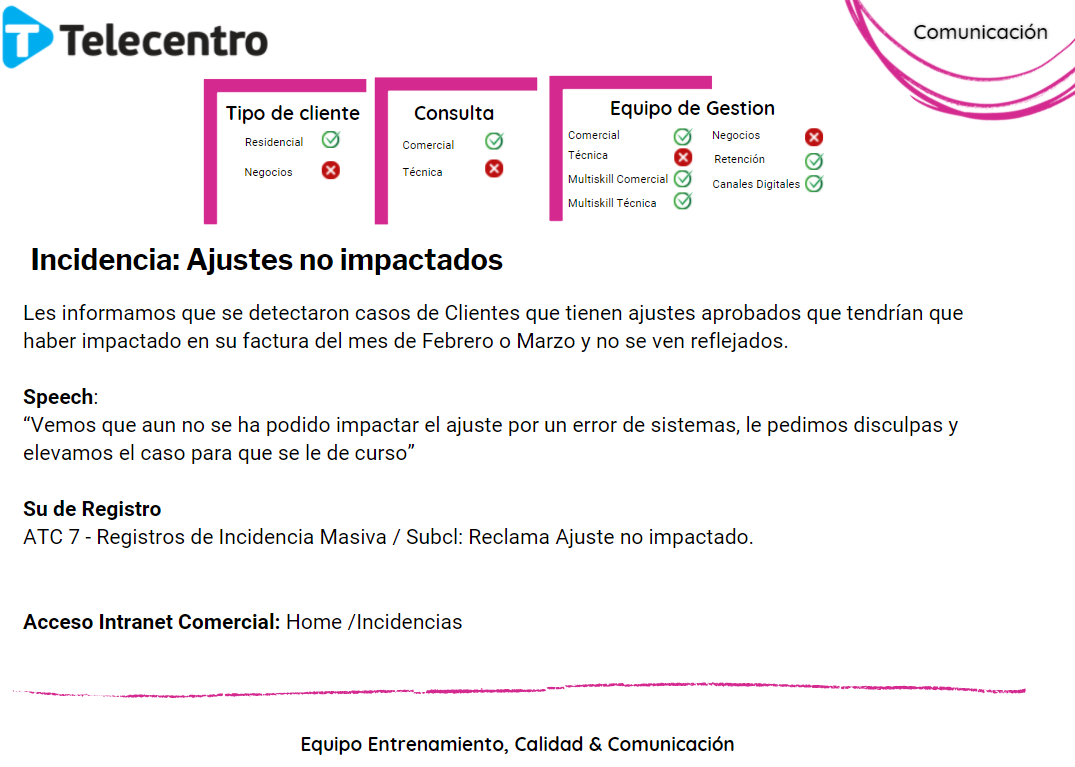 Telecentro
Comunicación
Tipo de cliente
Residencial
Negocios
Consulta
Comercial
Técnica
Equipo de Gestion
Comercial
Técnica
Multiskill Comercial
Multiskill Técnica
Negocios
Retención
Canales Digitales
Incidencia: Ajustes no impactados
Les informamos que se detectaron casos de Clientes que tienen ajustes aprobados que tendrían que
haber impactado en su factura del mes de Febrero o Marzo y no se ven reflejados.
Speech:
“Vemos que aun no se ha podido impactar el ajuste por un error de sistemas, le pedimos disculpas y
elevamos el caso para que se le de curso”
Su de Registro
ATC 7 - Registros de Incidencia Masiva / Subcl: Reclama Ajuste no impactado.
Acceso Intranet Comercial: Home /Incidencias
Equipo Entrenamiento, Calidad & Comunicación